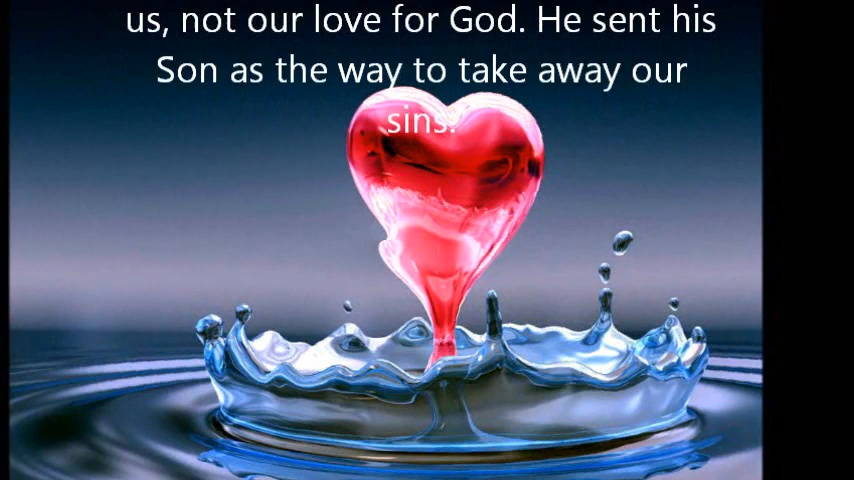 us, not our love for God. He sent his
Son as the way to take away our
sins.